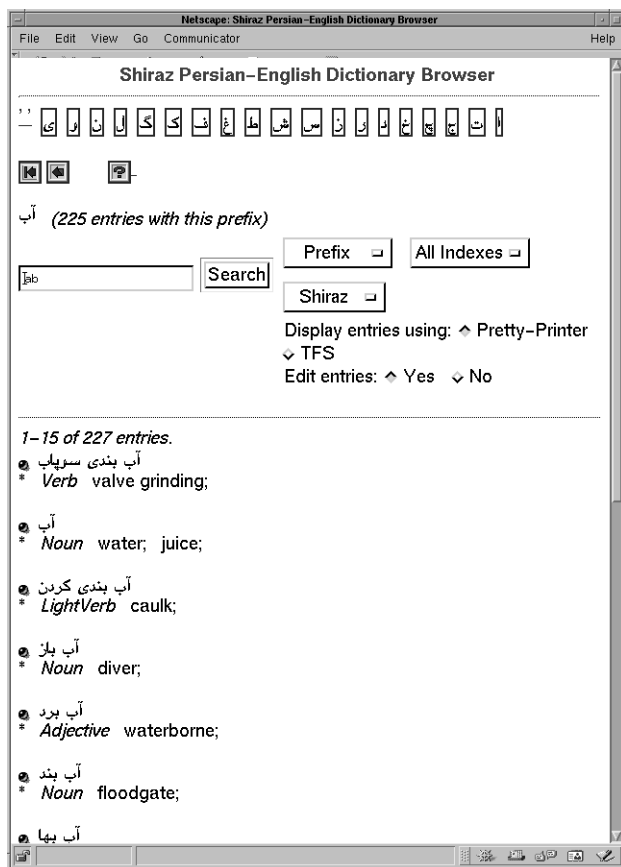 Netscape: Shiraz Persian-English Dictionary Browser
File Edit View Go Communicator Help
Shiraz Persian-English Dictionary Browser
ا ت ج چ خ د ر ز س ش ط غ ف ک گ ل ن و ی
?
آب (225 entries with this prefix)
ab Search Prefix All Indexes
Shiraz
Display entries using: Pretty-Printer
TFS
Edit entries: Yes No
1-15 of 227 entries.
آب بندی سوپاپ
* Verb valve grinding;
آب
* Noun water; juice;
آب بندی کردن
* LightVerb caulk;
آب باز
* Noun diver;
آب برد
* Adjective waterborne;
آب بند
* Noun floodgate;
آب بها